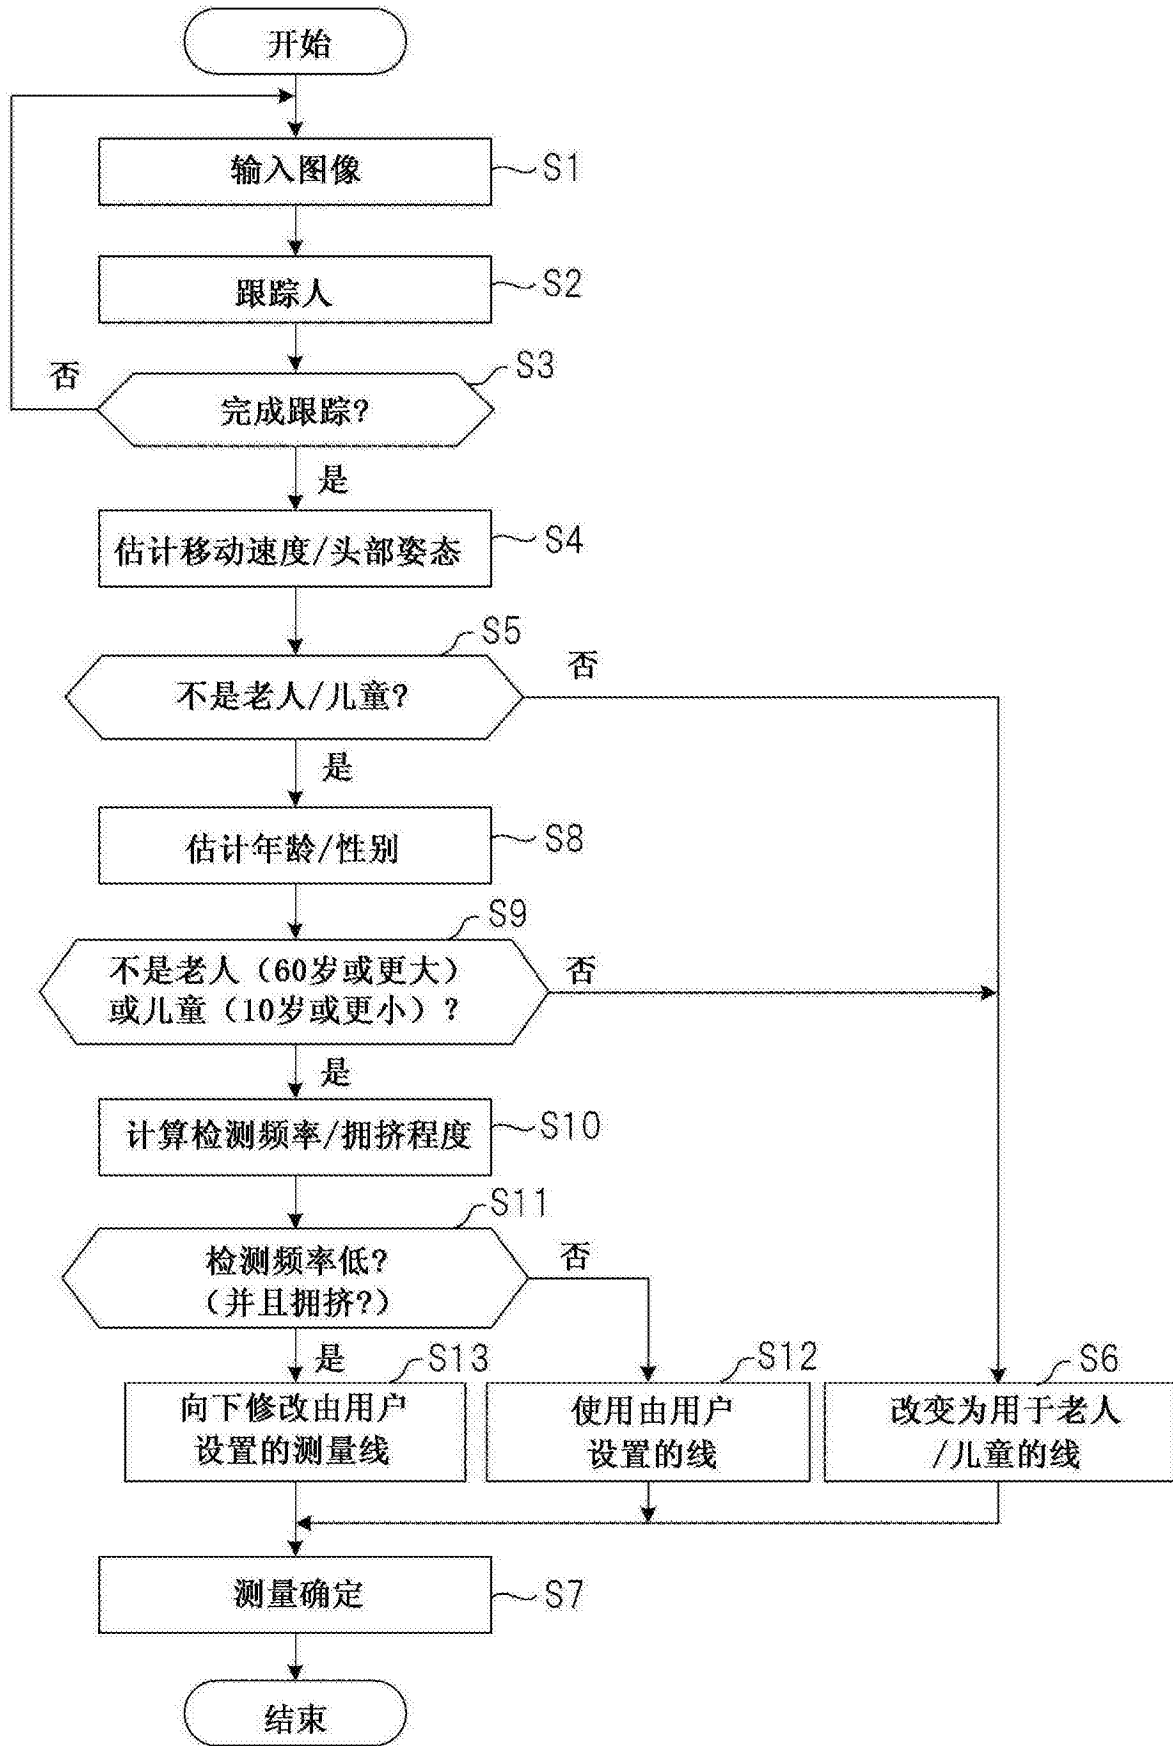 开始
输入图像
S1
跟踪人
S2
S3
否
完成跟踪?
是
估计移动速度/头部姿态
S4
S5
否
不是老人/儿童?
是
估计年龄/性别
S8
S9
不是老人（60岁或更大）
或儿童（10岁或更小）?
否
是
计算检测频率/拥挤程度
S10
S11
检测频率低?
（并且拥挤?）
否
是
S13
S12
S6
向下修改由用户
设置的测量线
使用由用户
设置的线
改变为用于老人
/儿童的线
测量确定
S7
结束